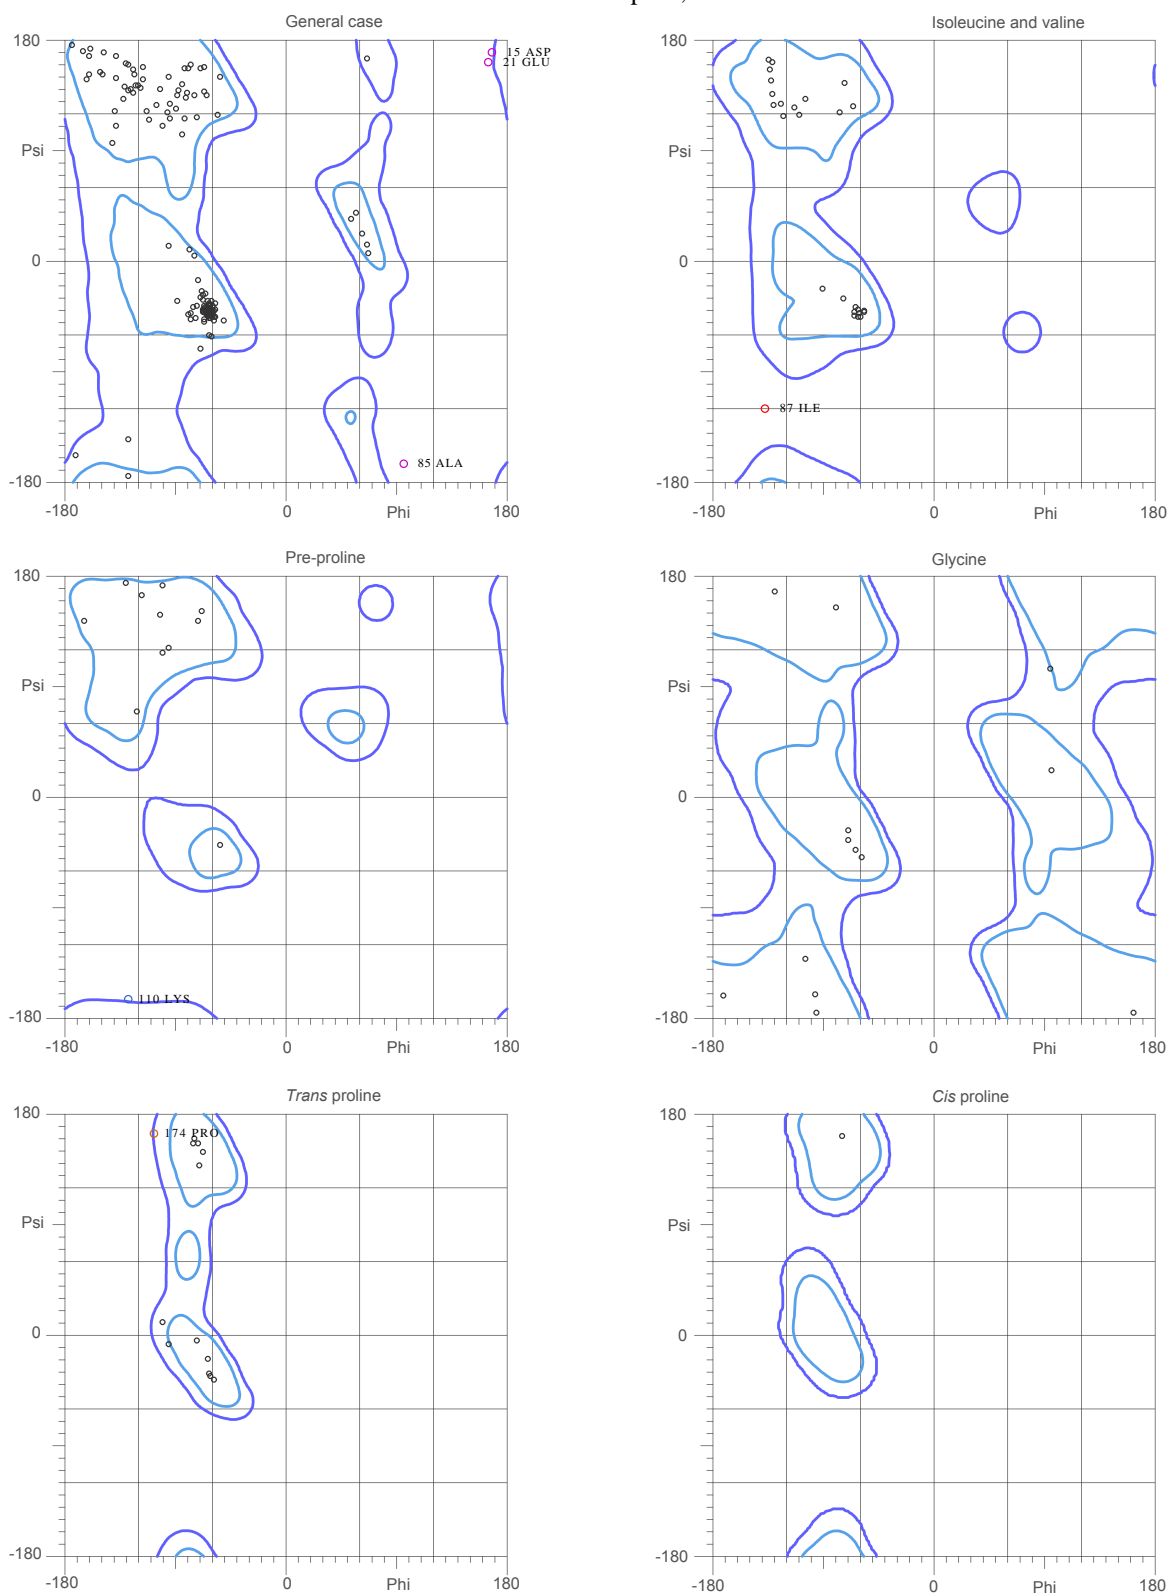 General case
Isoleucine and valine
180
15 ASP
21 GLU
Psi
0
85 ALA
-180
-180
0
Phi
180
180
Psi
0
87 ILE
-180
-180
0
Phi
180
Pre-proline
Glycine
180
Psi
0
110 LYS
-180
-180
0
Phi
180
180
Psi
0
-180
-180
0
Phi
180
Trans proline
Cis proline
180
174 PRO
Psi
0
-180
-180
0
Phi
180
180
Psi
0
-180
-180
0
Phi
180